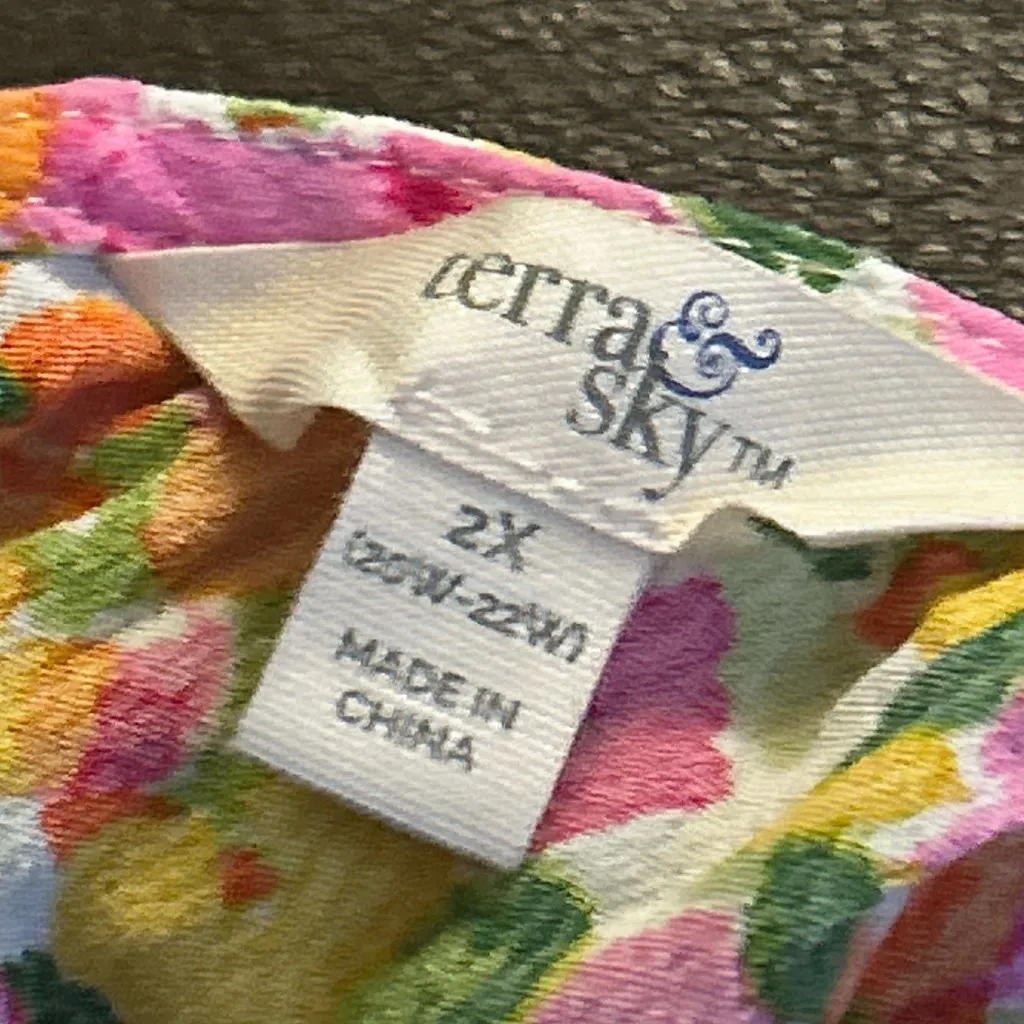 terra &
sky™
2X
(20W-22W)
MADE IN
CHINA